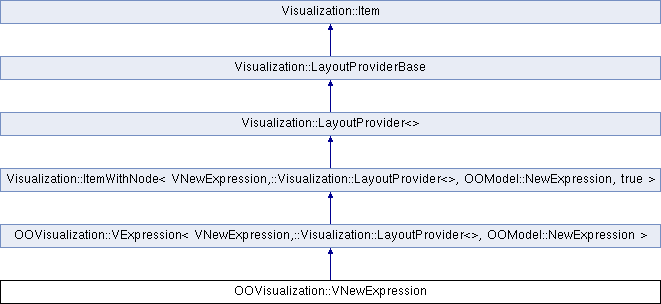 Visualization::Item
Visualization::LayoutProviderBase
Visualization::LayoutProvider<>
Visualization::ItemWithNode< VNewExpression,::Visualization::LayoutProvider<>, OOModel::NewExpression, true >
OOVisualization::VExpression< VNewExpression,::Visualization::LayoutProvider<>, OOModel::NewExpression >
OOVisualization::VNewExpression